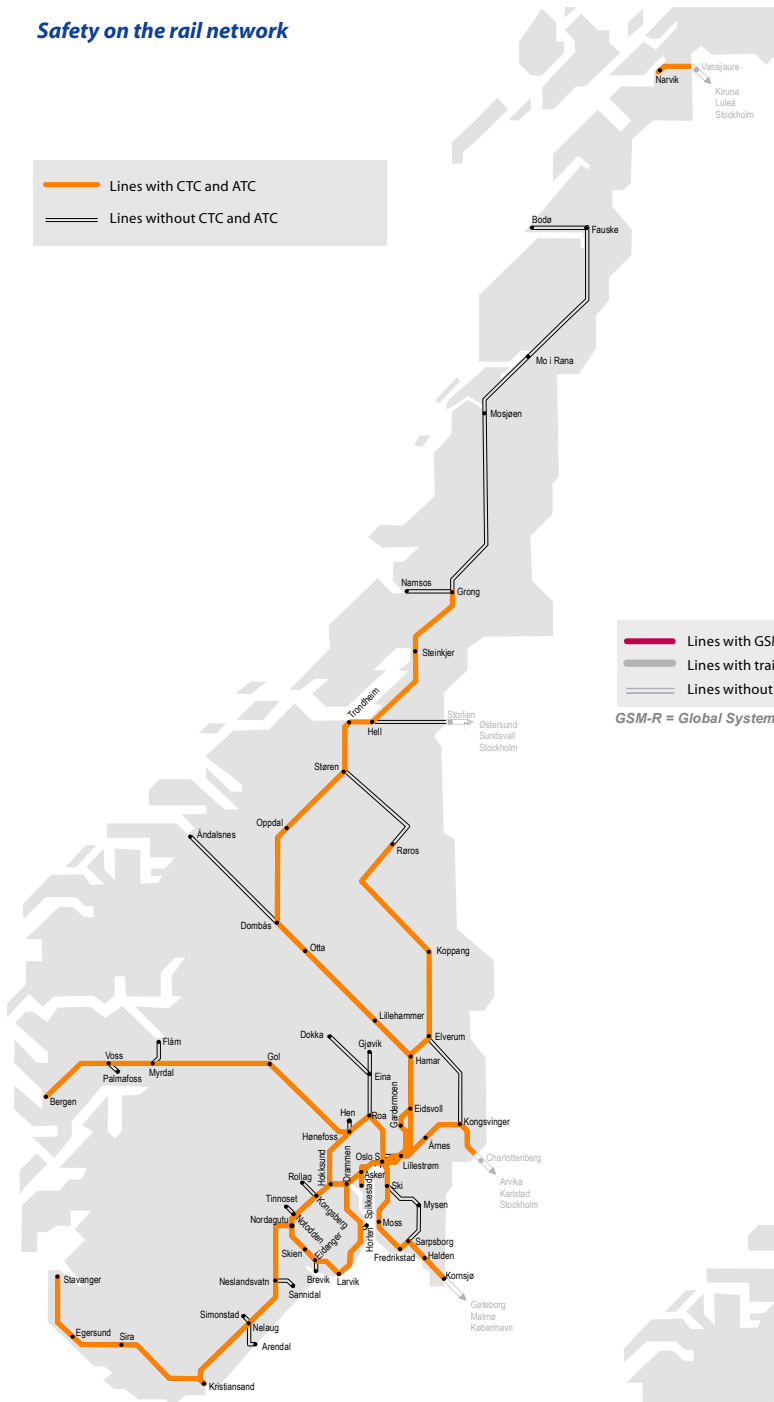 Safety on the rail network
Vassijaure
Narvik
Kiruna
Luleå
Stockholm
Lines with CTC and ATC
Lines without CTC and ATC
Bodø
Fauske
Mo i Rana
Mosjøen
Namsos
Grong
Lines with GSM
Steinkjer
Lines with trai
Lines without
Trondheim
Storlien
GSM-R = Global System
Hell
Østersund
Sundsvall
Stockholm
Støren
Oppdal
Åndalsnes
Røros
Dombås
Otta
Koppang
Lillehammer
Dokka
Elverum
Flåm
Gjøvik
Voss
Gol
Hamar
Palmafoss
Myrdal
Eina
Bergen
Gardermoen
Eidsvoll
Hen
Roa
Kongsvinger
Hønefoss
Årnes
Oslo S
Lillestrøm
Charlottenberg
Hokksund
Drammen
Asker
Arvika
Karlstad
Stockholm
Rollag
Spikkestad
Ski
Tinnoset
Kongsberg
Mysen
Nordagutu
Notodden
Moss
Horten
Sarpsborg
Skien
Eidanger
Fredrikstad
Halden
Stavanger
Neslandsvatn
Brevik
Larvik
Kornsjø
Sannidal
Gøteborg
Malmø
København
Simonstad
Nelaug
Egersund
Sira
Arendal
Kristiansand